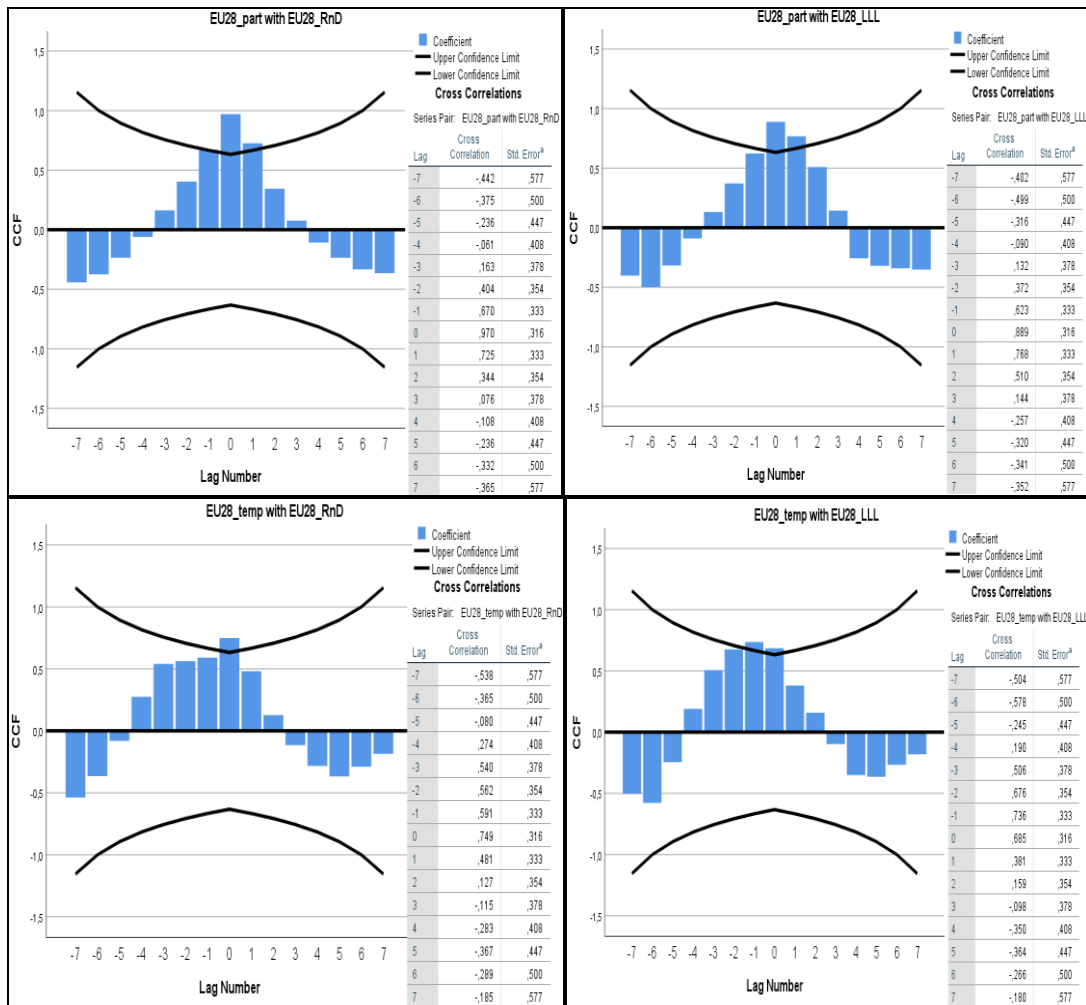 EU28_part with EU28_RnD
Coefficient
Upper Confidence Limit
Lower Confidence Limit
1,5
1,0
0,5
0,0
-0,5
-1,0
-1,5
CCF
-7 -6 -5 -4 -3 -2 -1 0 1 2 3 4 5 6 7
Lag Number
Cross Correlations
Series Pair: EU28_part with EU28_RnD
Lag Cross Correlation Std. Errorᵃ
-7 -,442 ,577
-6 -,375 ,500
-5 -,236 ,447
-4 -,061 ,408
-3 ,163 ,378
-2 ,404 ,354
-1 ,670 ,333
0 ,970 ,316
1 ,725 ,333
2 ,344 ,354
3 ,076 ,378
4 -,108 ,408
5 -,236 ,447
6 -,332 ,500
7 -,365 ,577
EU28_part with EU28_LLL
Coefficient
Upper Confidence Limit
Lower Confidence Limit
1,5
1,0
0,5
0,0
-0,5
-1,0
-1,5
CCF
-7 -6 -5 -4 -3 -2 -1 0 1 2 3 4 5 6 7
Lag Number
Cross Correlations
Series Pair: EU28_part with EU28_LLL
Lag Cross Correlation Std. Errorᵃ
-7 -,402 ,577
-6 -,499 ,500
-5 -,316 ,447
-4 -,090 ,408
-3 ,132 ,378
-2 ,372 ,354
-1 ,623 ,333
0 ,889 ,316
1 ,768 ,333
2 ,510 ,354
3 ,144 ,378
4 -,257 ,408
5 -,320 ,447
6 -,341 ,500
7 -,352 ,577
EU28_temp with EU28_RnD
Coefficient
Upper Confidence Limit
Lower Confidence Limit
1,5
1,0
0,5
0,0
-0,5
-1,0
-1,5
CCF
-7 -6 -5 -4 -3 -2 -1 0 1 2 3 4 5 6 7
Lag Number
Cross Correlations
Series Pair: EU28_temp with EU28_RnD
Lag Cross Correlation Std. Errorᵃ
-7 -,538 ,577
-6 -,365 ,500
-5 -,080 ,447
-4 ,274 ,408
-3 ,540 ,378
-2 ,562 ,354
-1 ,591 ,333
0 ,749 ,316
1 ,481 ,333
2 ,127 ,354
3 -,115 ,378
4 -,283 ,408
5 -,367 ,447
6 -,289 ,500
7 -,185 ,577
EU28_temp with EU28_LLL
Coefficient
Upper Confidence Limit
Lower Confidence Limit
1,5
1,0
0,5
0,0
-0,5
-1,0
-1,5
CCF
-7 -6 -5 -4 -3 -2 -1 0 1 2 3 4 5 6 7
Lag Number
Cross Correlations
Series Pair: EU28_temp with EU28_LLL
Lag Cross Correlation Std. Errorᵃ
-7 -,504 ,577
-6 -,578 ,500
-5 -,245 ,447
-4 ,190 ,408
-3 ,506 ,378
-2 ,676 ,354
-1 ,736 ,333
0 ,685 ,316
1 ,381 ,333
2 ,159 ,354
3 -,098 ,378
4 -,350 ,408
5 -,364 ,447
6 -,266 ,500
7 -,180 ,577